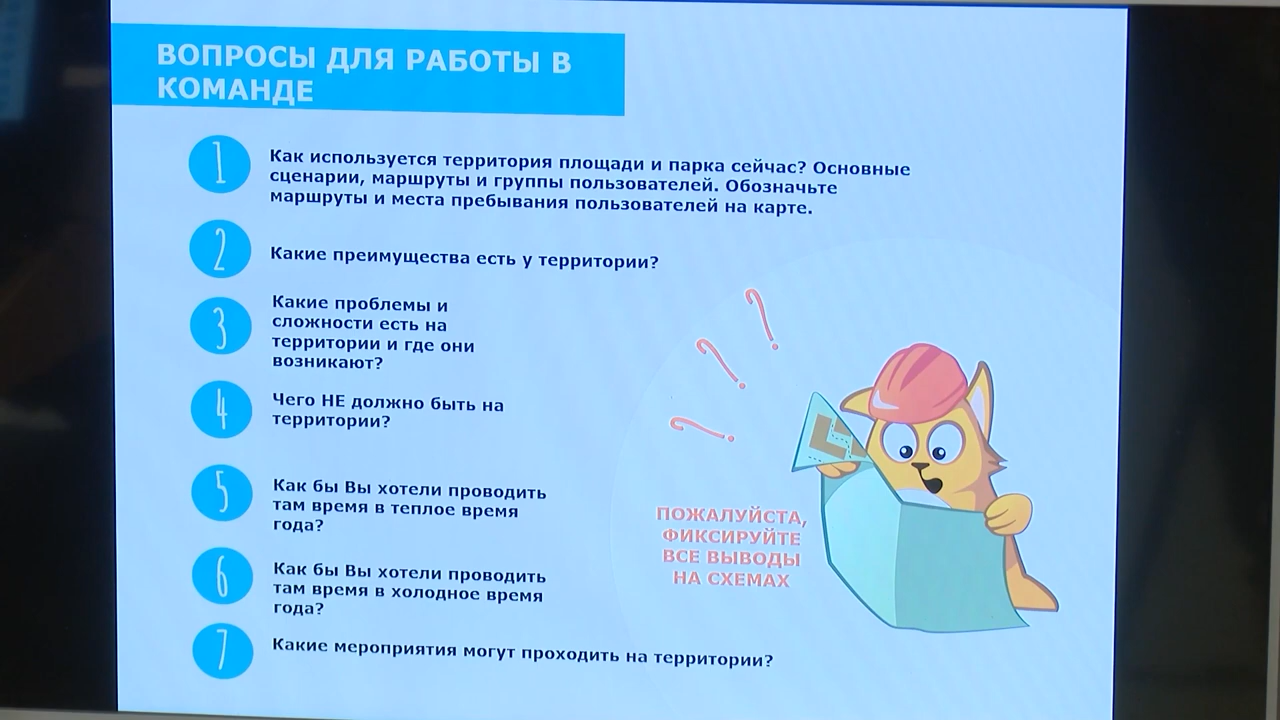 ВОПРОСЫ ДЛЯ РАБОТЫ В
КОМАНДЕ
1
Как используется территория площади и парка сейчас? Основные
сценарии, маршруты и группы пользователей. Обозначьте
маршруты и места пребывания пользователей на карте.
2
Какие преимущества есть у территории?
3
Какие проблемы и
сложности есть на
территории и где они
возникают?
4
Чего НЕ должно быть на
территории?
5
Как бы Вы хотели проводить
там время в теплое время
года?
6
Как бы Вы хотели проводить
там время в холодное время
года?
7
Какие мероприятия могут проходить на территории?
? ? ?
ПОЖАЛУЙСТА,
ФИКСИРУЙТЕ
ВСЕ ВЫВОДЫ
НА СХЕМАХ